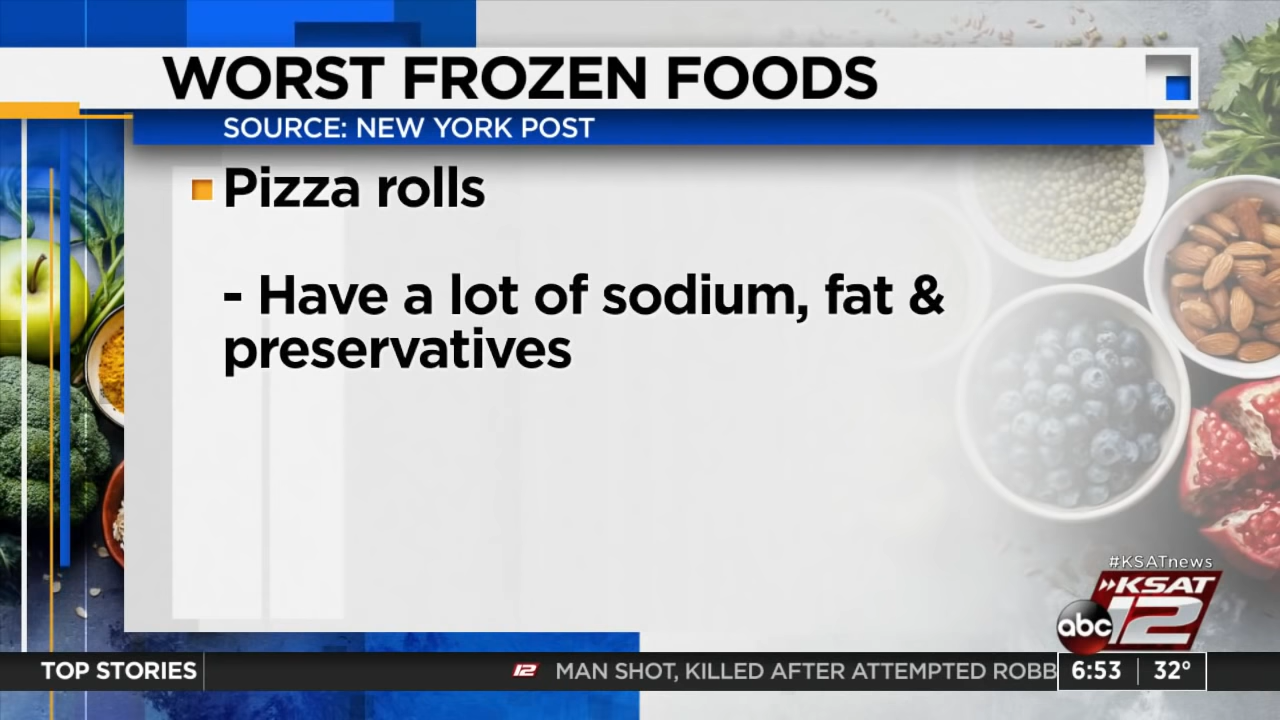 WORST FROZEN FOODS
SOURCE: NEW YORK POST
Pizza rolls
- Have a lot of sodium, fat &
preservatives
#KSATnews
KSAT
abc 12
TOP STORIES 12 MAN SHOT, KILLED AFTER ATTEMPTED ROBB 6:53 32°